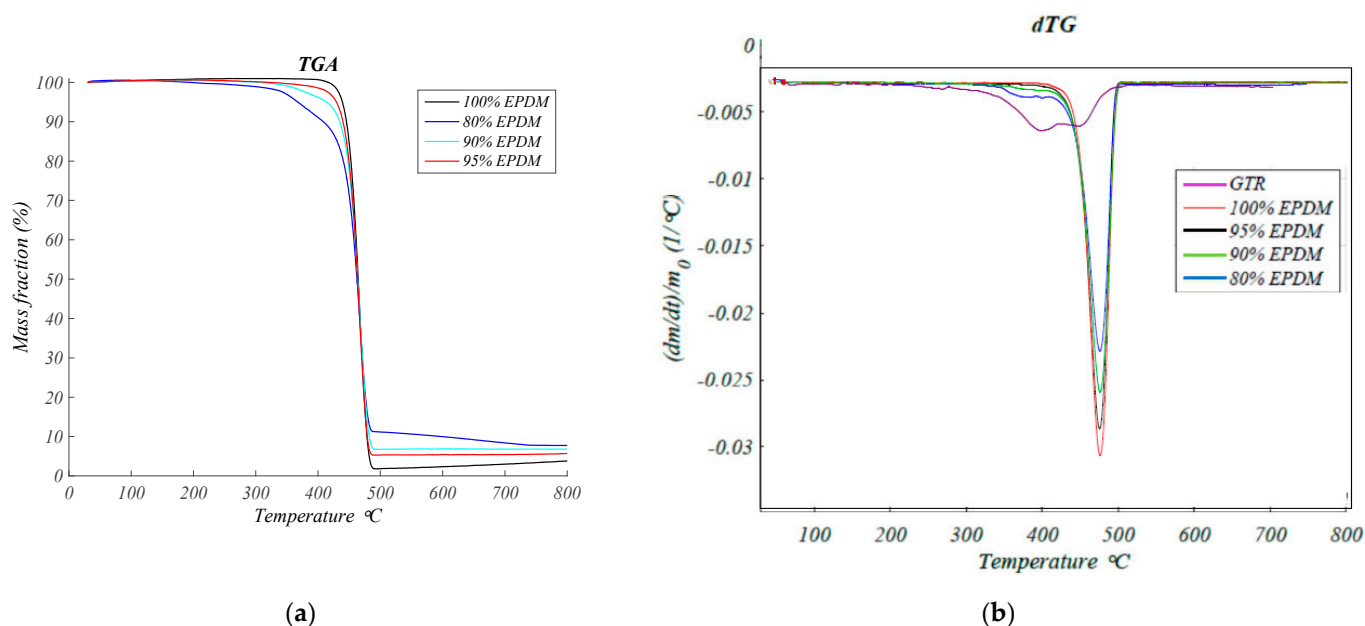 TGA
100
90
80
70
60
50
40
30
20
10
0
0 100 200 300 400 500 600 700 800
Mass fraction (%)
Temperature °C
100% EPDM
80% EPDM
90% EPDM
95% EPDM
(a)
dTG
0
-0.005
-0.01
-0.015
-0.02
-0.025
-0.03
100 200 300 400 500 600 700 800
(dm/dt)/m0 (1/°C)
Temperature °C
GTR
100% EPDM
95% EPDM
90% EPDM
80% EPDM
(b)